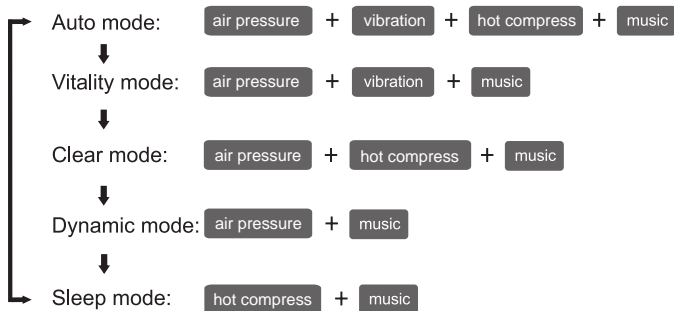 Auto mode: air pressure + vibration + hot compress + music
Vitality mode: air pressure + vibration + music
Clear mode: air pressure + hot compress + music
Dynamic mode: air pressure + music
Sleep mode: hot compress + music